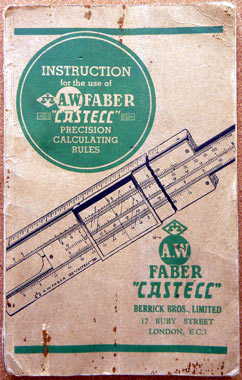 INSTRUCTION
for the use of
A.W.FABER
"CASTELL"
PRECISION
CALCULATING
RULES
A.W.
FABER
"CASTELL"
BERRICK BROS., LIMITED
17 BURY STREET
LONDON, E.C.3